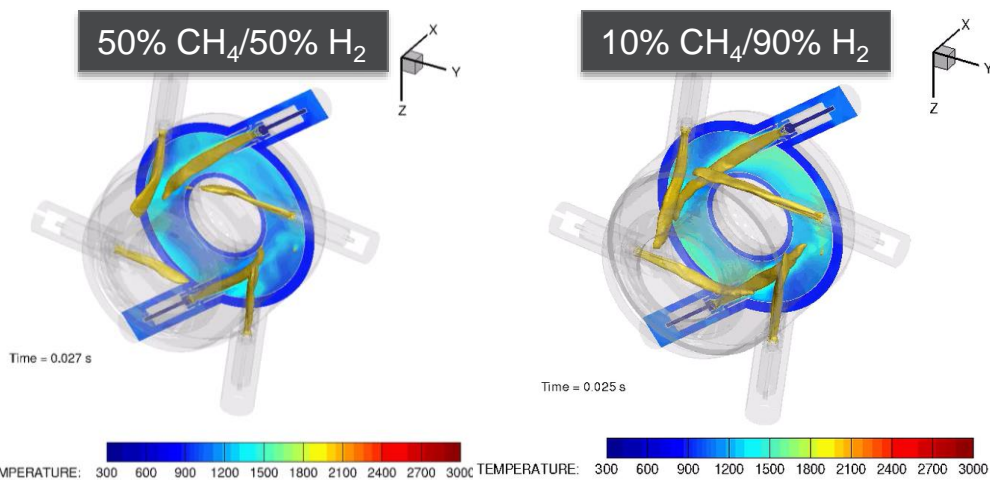 50% CH₄/50% H₂
X
Y
Z
Time = 0.027 s
MPERATURE: 300 600 900 1200 1500 1800 2100 2400 2700 3000
10% CH₄/90% H₂
X
Y
Z
Time = 0.025 s
TEMPERATURE: 300 600 900 1200 1500 1800 2100 2400 2700 3000